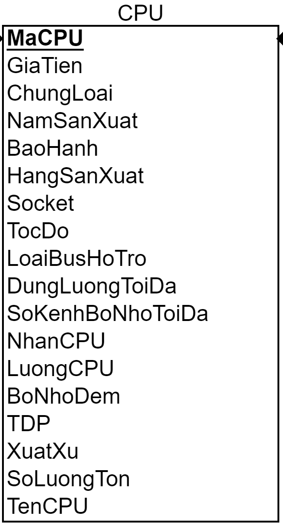 CPU
MaCPU
GiaTien
ChungLoai
NamSanXuat
BaoHanh
HangSanXuat
Socket
TocDo
LoaiBusHoTro
DungLuongToiDa
SoKenhBoNhoToiDa
NhanCPU
LuongCPU
BoNhoDem
TDP
XuatXu
SoLuongTon
TenCPU